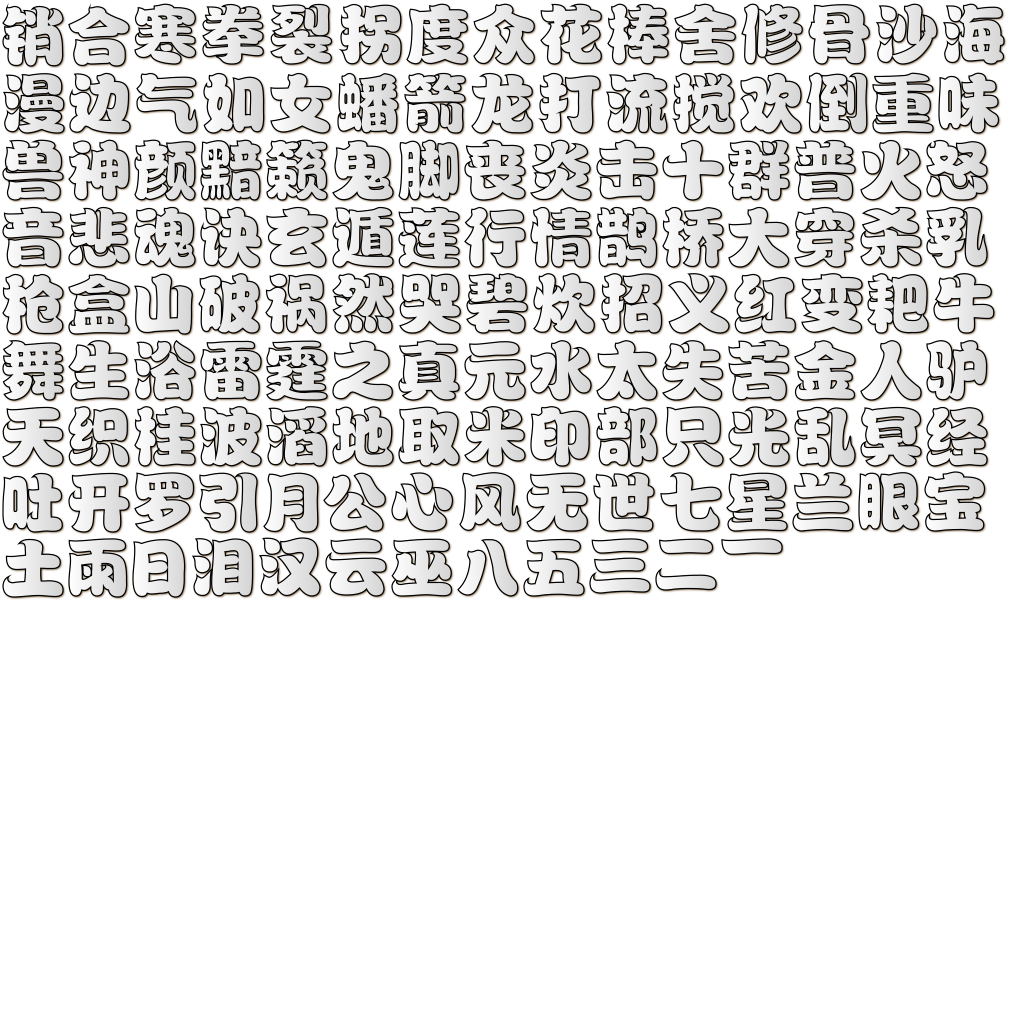 销合寒拳裂拐度众花棒舍修骨沙海
漫边气如女蟠箭龙打流搅欢倒重味
兽神颜黯籁鬼脚丧炎击十群普火怒
音悲魂诀玄遁莲行情鹊桥大穿杀乳
枪盒山破祸然哭碧炊招义红变耙牛
舞生浴雷霆之真元水太失苦金人驴
天织桂波滔地取米印部只光乱冥经
吐开罗引月公心风无世七星兰眼宝
土雨日泪汉云巫八五三二一